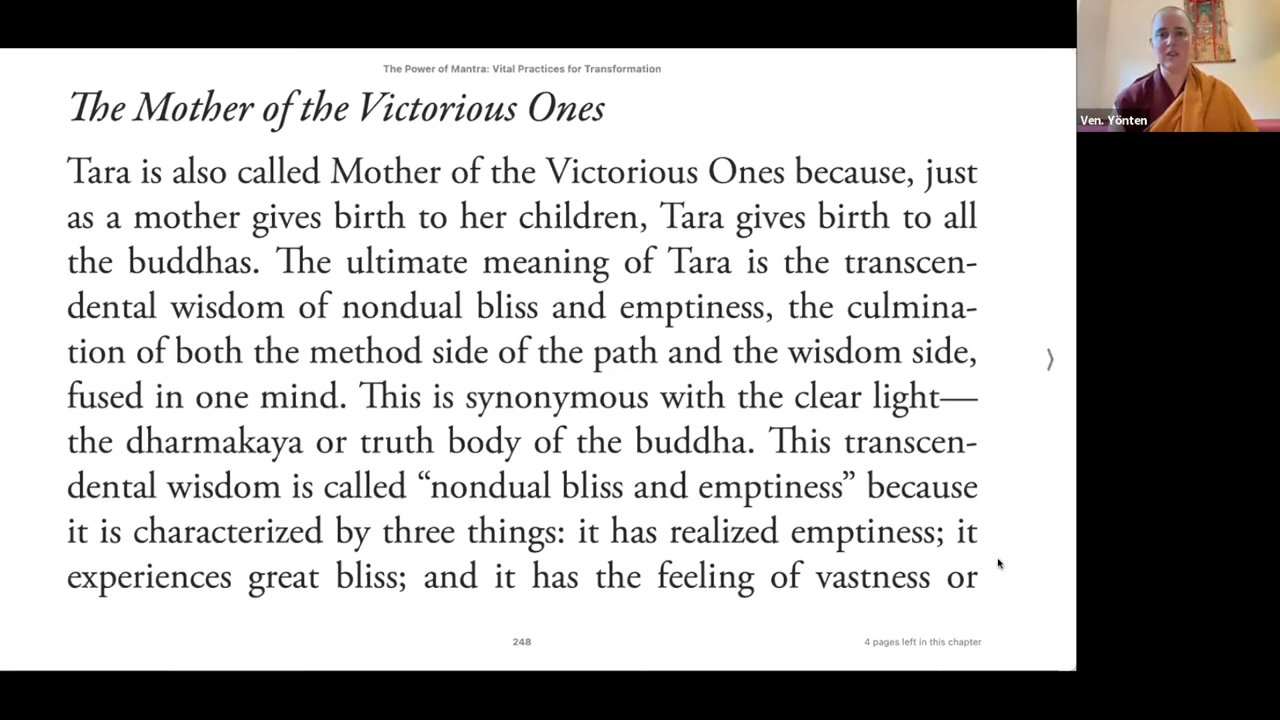 The Power of Mantra: Vital Practices for Transformation
The Mother of the Victorious Ones
Tara is also called Mother of the Victorious Ones because, just
as a mother gives birth to her children, Tara gives birth to all
the buddhas. The ultimate meaning of Tara is the transcen-
dental wisdom of nondual bliss and emptiness, the culmina-
tion of both the method side of the path and the wisdom side,
fused in one mind. This is synonymous with the clear light—
the dharmakaya or truth body of the buddha. This transcen-
dental wisdom is called “nondual bliss and emptiness” because
it is characterized by three things: it has realized emptiness; it
experiences great bliss; and it has the feeling of vastness or
248
4 pages left in this chapter
Ven. Yönten